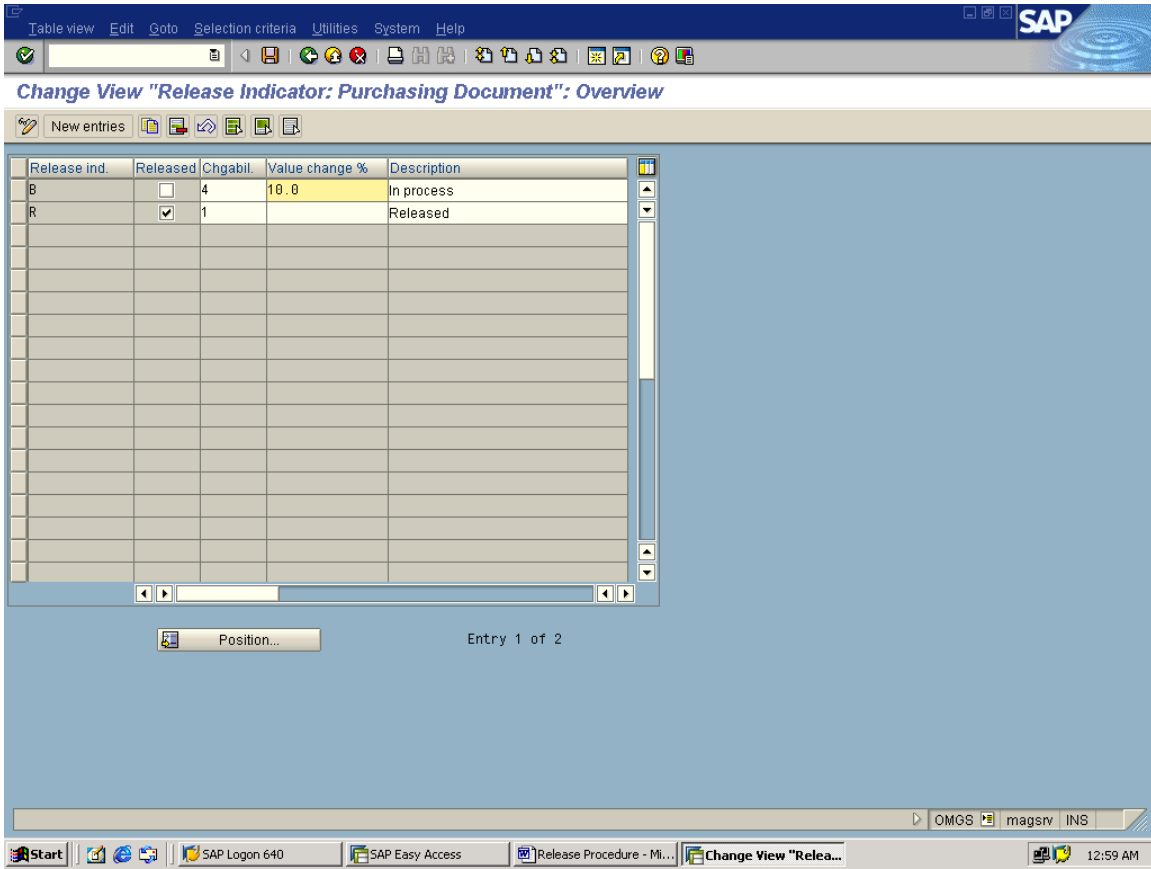 Table view Edit Goto Selection criteria Utilities System Help
SAP
Change View "Release Indicator: Purchasing Document": Overview
New entries
Release ind. Released Chgabil. Value change % Description
B 4 10.0 In process
R 1 Released
Position... Entry 1 of 2
OMGS magsrv INS
Start SAP Logon 640 SAP Easy Access Release Procedure - Mi... Change View "Relea... 12:59 AM